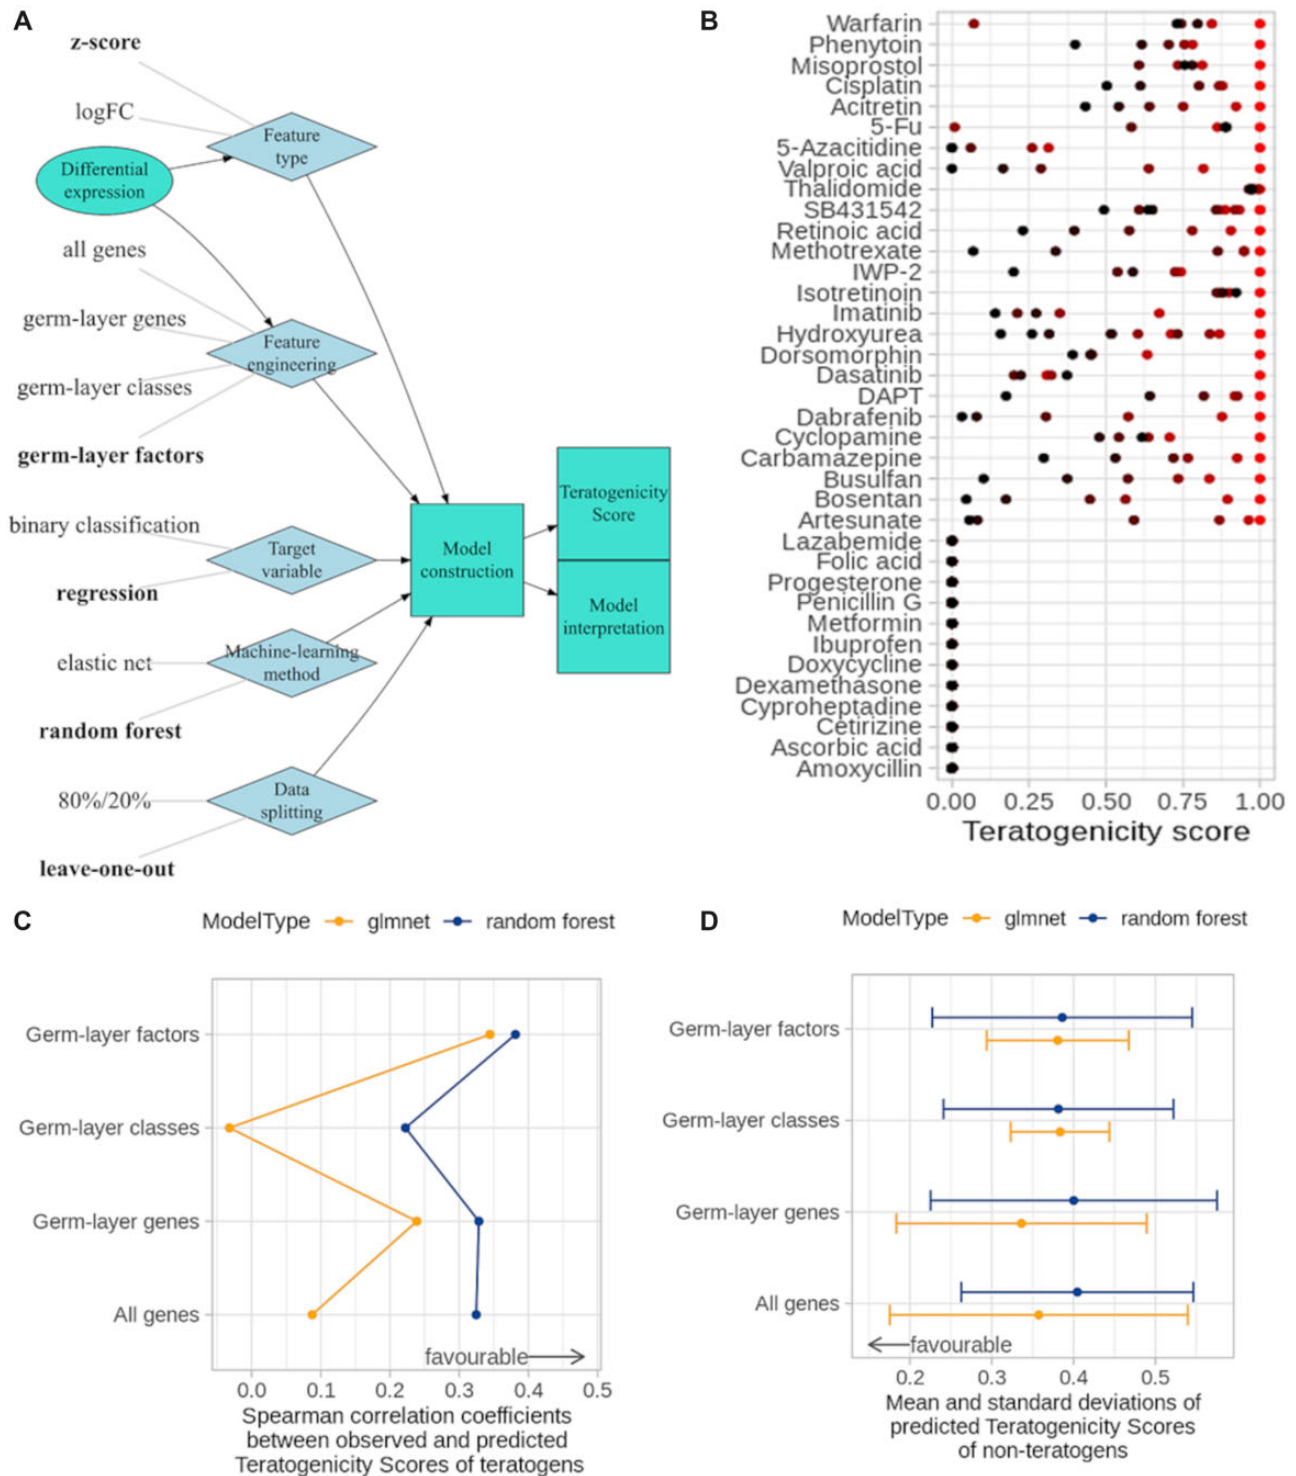 A
z-score
logFC
Feature
type
Differential
expression
all genes
germ-layer genes
Feature
engineering
germ-layer classes
germ-layer factors
binary classification
Target
variable
regression
Model
construction
Teratogenicity
Score
Model
interpretation
elastic net
Machine-learning
method
random forest
80%/20%
Data
splitting
leave-one-out
B
Warfarin
Phenytoin
Misoprostol
Cisplatin
Acitretin
5-Fu
5-Azacitidine
Valproic acid
Thalidomide
SB431542
Retinoic acid
Methotrexate
IWP-2
Isotretinoin
Imatinib
Hydroxyurea
Dorsomorphin
Dasatinib
DAPT
Dabrafenib
Cyclopamine
Carbamazepine
Busulfan
Bosentan
Artesunate
Lazabemide
Folic acid
Progesterone
Penicillin G
Metformin
Ibuprofen
Doxycycline
Dexamethasone
Cyproheptadine
Cetirizine
Ascorbic acid
Amoxycillin
0.00 0.25 0.50 0.75 1.00
Teratogenicity score
C
ModelType glmnet random forest
Germ-layer factors
Germ-layer classes
Germ-layer genes
All genes
favourable
0.0 0.1 0.2 0.3 0.4 0.5
Spearman correlation coefficients
between observed and predicted
Teratogenicity Scores of teratogens
D
ModelType glmnet random forest
Germ-layer factors
Germ-layer classes
Germ-layer genes
All genes
favourable
0.2 0.3 0.4 0.5
Mean and standard deviations of
predicted Teratogenicity Scores
of non-teratogens